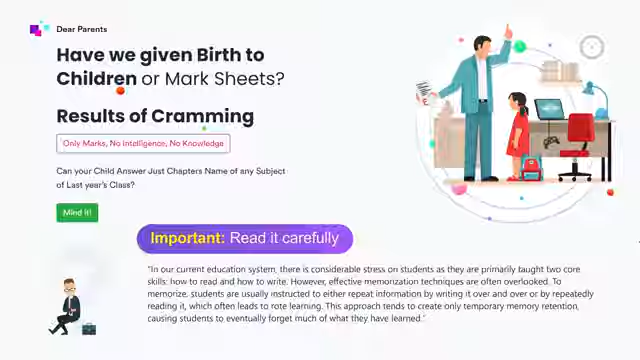 Dear Parents
Have we given Birth to
Children or Mark Sheets?
Results of Cramming
Only Marks, No Intelligence, No Knowledge
Can your Child Answer Just Chapters Name of any Subject
of Last year's Class?
Mind it!
Important: Read it carefully
"In our current education system, there is considerable stress on students as they are primarily taught two core
skills: how to read and how to write. However, effective memorization techniques are often overlooked. To
memorize, students are usually instructed to either repeat information by writing it over and over or by repeatedly
reading it, which often leads to rote learning. This approach tends to create only temporary memory retention,
causing students to eventually forget much of what they have learned."